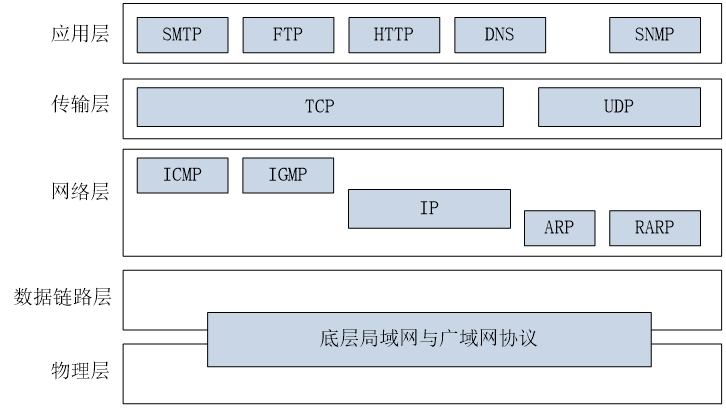 应用层 SMTP FTP HTTP DNS SNMP
传输层 TCP UDP
网络层 ICMP IGMP
IP
ARP RARP
数据链路层
底层局域网与广域网协议
物理层